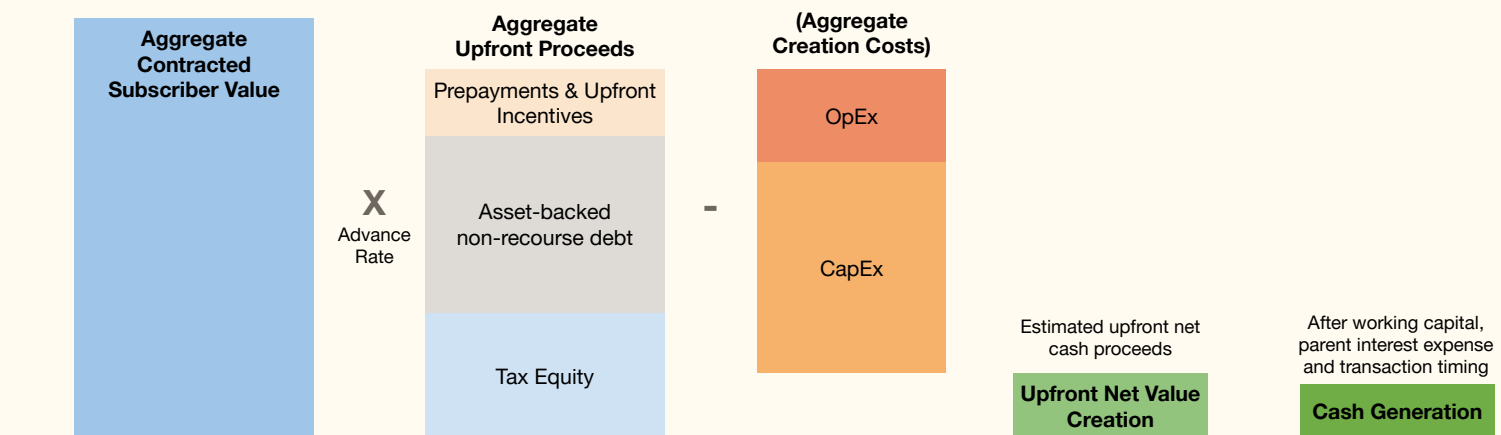 Aggregate
Contracted
Subscriber Value
X
Advance
Rate
Aggregate
Upfront Proceeds
Prepayments & Upfront
Incentives
Asset-backed
non-recourse debt
Tax Equity
-
(Aggregate
Creation Costs)
OpEx
CapEx
Estimated upfront net
cash proceeds
Upfront Net Value
Creation
After working capital,
parent interest expense
and transaction timing
Cash Generation